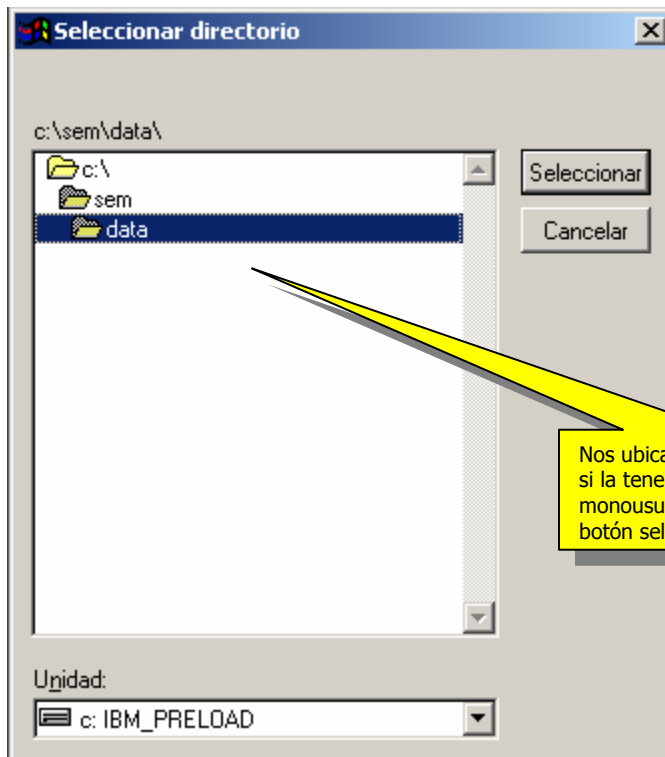 Seleccionar directorio
c:\sem\data\
c:\
sem
data
Seleccionar
Cancelar
Nos ubica
si la tene
monousu
botón sel
Unidad:
c: IBM_PRELOAD